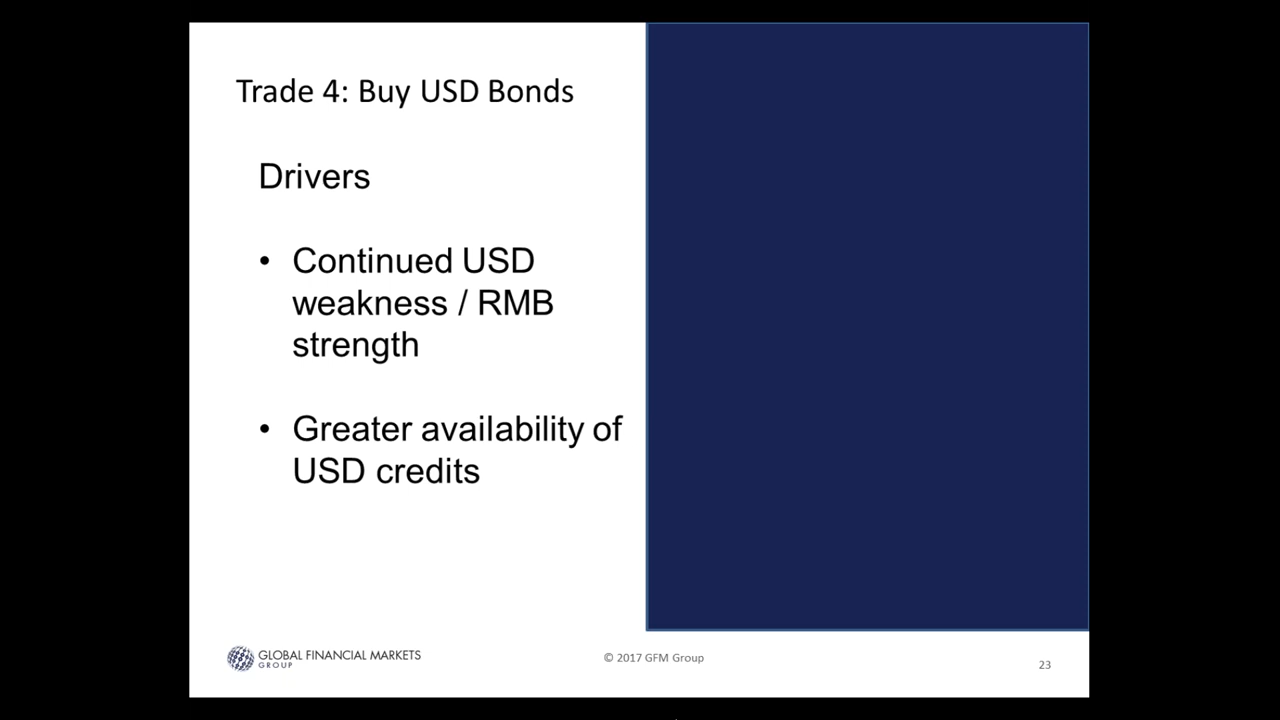 Trade 4: Buy USD Bonds
Drivers
• Continued USD
weakness / RMB
strength
• Greater availability of
USD credits
GLOBAL FINANCIAL MARKETS
GROUP
© 2017 GFM Group
23